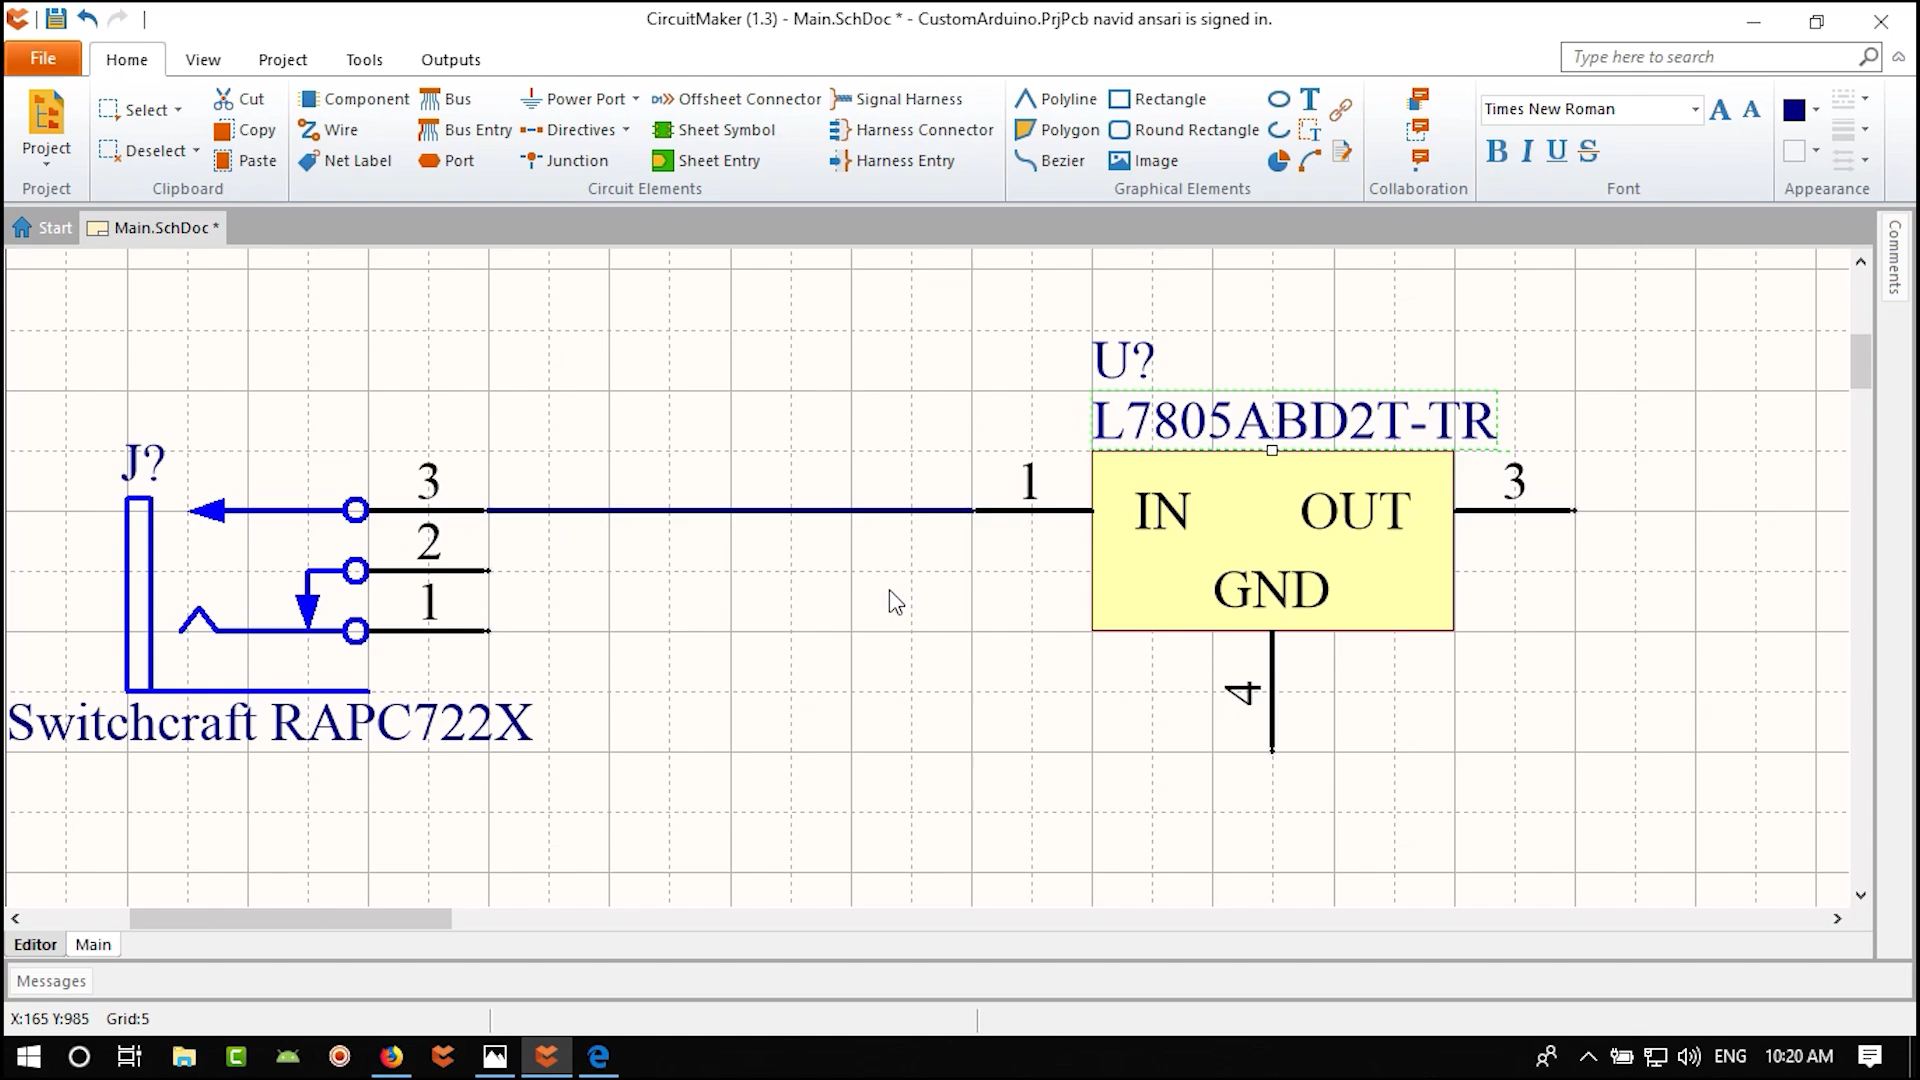 CircuitMaker (1.3) - Main.SchDoc * - CustomArduino.PrjPcb navid ansari is signed in.
File Home View Project Tools Outputs Type here to search
Project
Select Deselect
Cut
Copy
Paste
Component
Wire
Net Label
Bus
Bus Entry
Port
Power Port
Directives
Junction
Offsheet Connector
Sheet Symbol
Sheet Entry
Signal Harness
Harness Connector
Harness Entry
Polyline
Polygon
Bezier
Rectangle
Round Rectangle
Image
T
T
Times New Roman A A
B I U S
Project Clipboard Circuit Elements Graphical Elements Collaboration Font Appearance
Start Main.SchDoc *
Comments
U?
L7805ABD2T-TR
J?
3
2
1
1
IN OUT
GND
3
4
Switchcraft RAPC722X
Editor Main
Messages
X:165 Y:985 Grid:5
ENG 10:20 AM